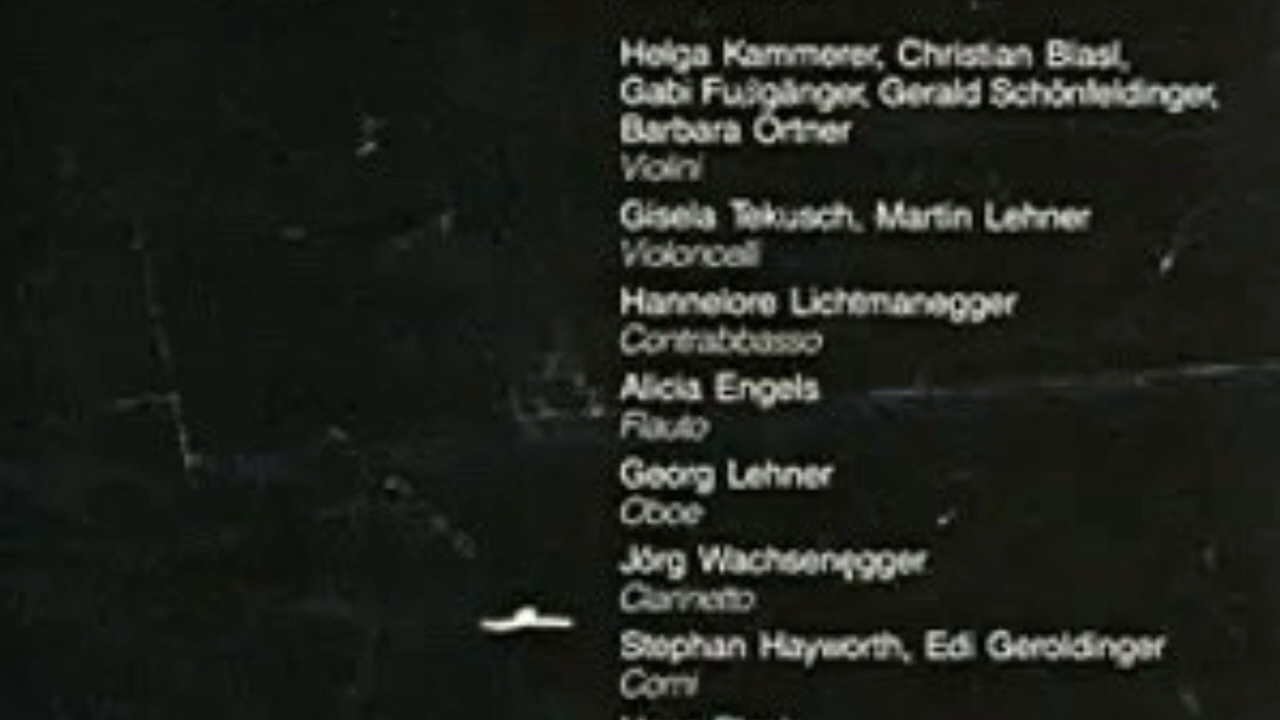 Helga Kammerer, Christian Blasl,
Gabi Fußgänger, Gerald Schönfeldinger,
Barbara Örtner
Violini
Gisela Tekusch, Martin Lehner
Violoncelli
Hannelore Lichtmanegger
Contrabbasso
Alicia Engels
Flauto
Georg Lehner
Oboe
Jörg Wachsenegger
Clarinetto
Stephan Hayworth, Edi Geroldinger
Corni